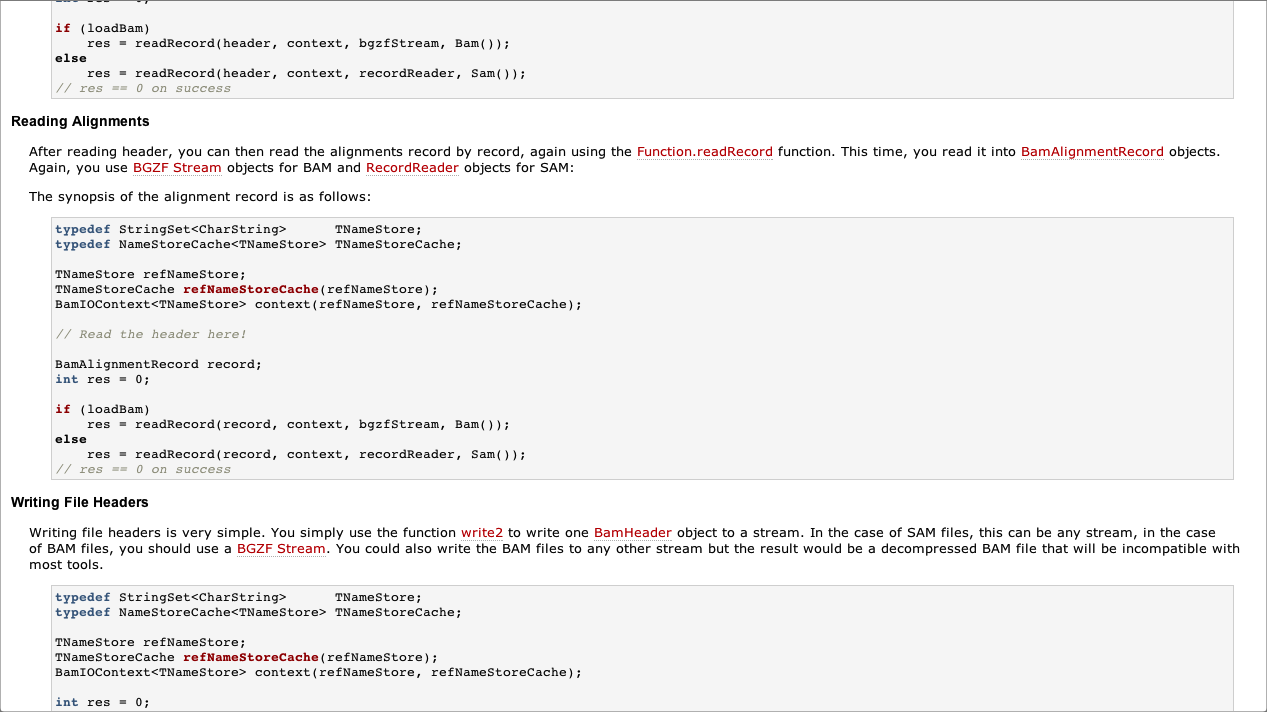 if (loadBam)
    res = readRecord(header, context, bgzfStream, Bam());
else
    res = readRecord(header, context, recordReader, Sam());
// res == 0 on success
Reading Alignments
After reading header, you can then read the alignments record by record, again using the Function.readRecord function. This time, you read it into BamAlignmentRecord objects.
Again, you use BGZF Stream objects for BAM and RecordReader objects for SAM:
The synopsis of the alignment record is as follows:
typedef StringSet<CharString>      TNameStore;
typedef NameStoreCache<TNameStore> TNameStoreCache;
TNameStore refNameStore;
TNameStoreCache refNameStoreCache(refNameStore);
BamIOContext<TNameStore> context(refNameStore, refNameStoreCache);
// Read the header here!
BamAlignmentRecord record;
int res = 0;
if (loadBam)
    res = readRecord(record, context, bgzfStream, Bam());
else
    res = readRecord(record, context, recordReader, Sam());
// res == 0 on success
Writing File Headers
Writing file headers is very simple. You simply use the function write2 to write one BamHeader object to a stream. In the case of SAM files, this can be any stream, in the case
of BAM files, you should use a BGZF Stream. You could also write the BAM files to any other stream but the result would be a decompressed BAM file that will be incompatible with
most tools.
typedef StringSet<CharString>      TNameStore;
typedef NameStoreCache<TNameStore> TNameStoreCache;
TNameStore refNameStore;
TNameStoreCache refNameStoreCache(refNameStore);
BamIOContext<TNameStore> context(refNameStore, refNameStoreCache);
int res = 0;